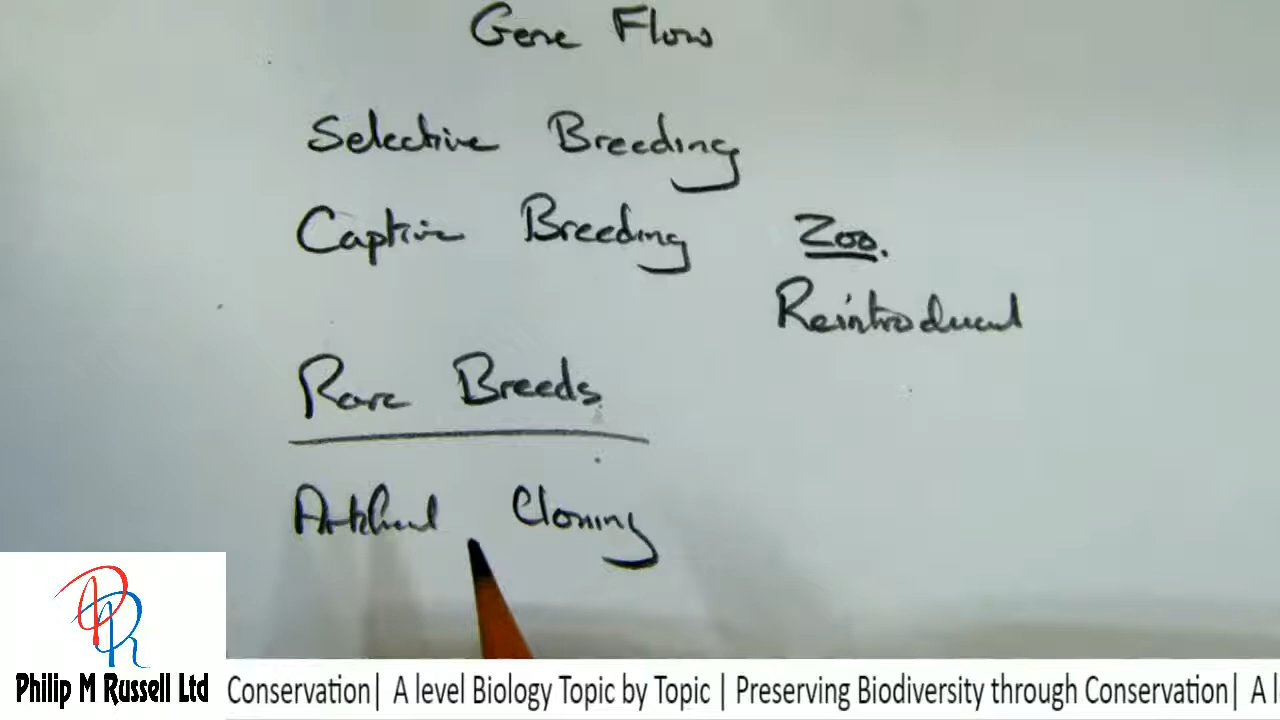 Gene Flow
Selective Breeding
Captive Breeding Zoo.
Reintroduced
Rare Breeds
Artificial Cloning
Philip M Russell Ltd
Conservation| A level Biology Topic by Topic | Preserving Biodiversity through Conservation| A l